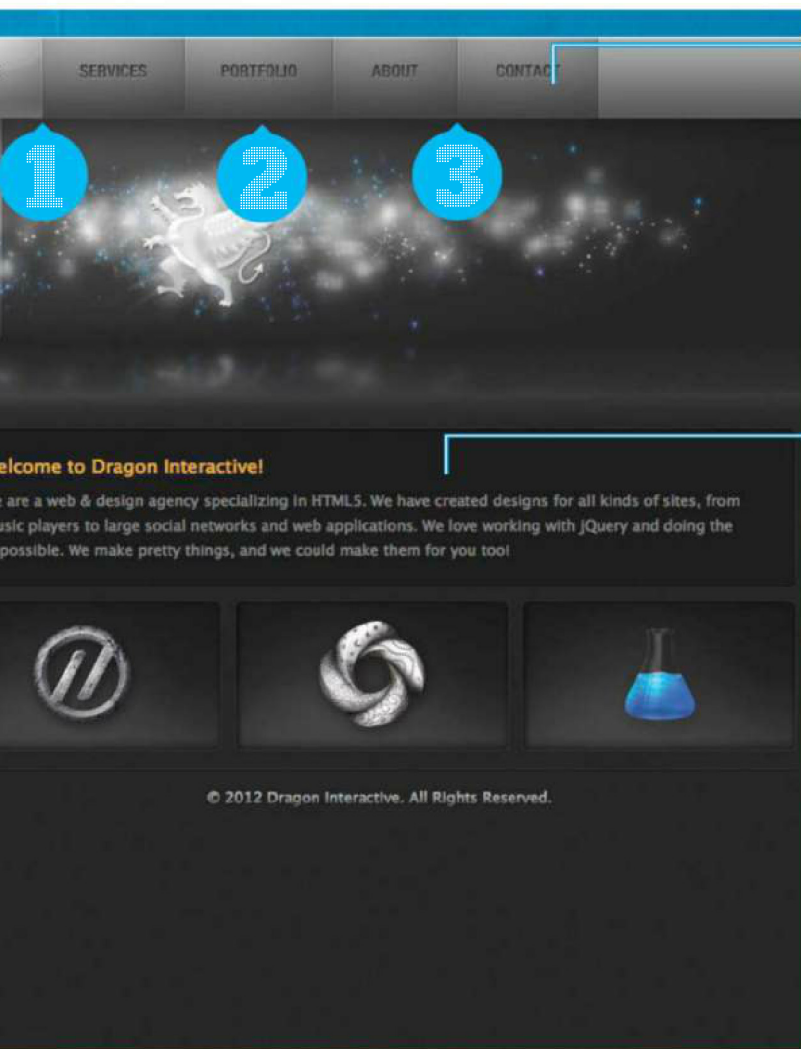 SERVICES PORTFOLIO ABOUT CONTACT
1 2 3
elcome to Dragon Interactive!
e are a web & design agency specializing in HTML5. We have created designs for all kinds of sites, from
usic players to large social networks and web applications. We love working with jQuery and doing the
possible. We make pretty things, and we could make them for you too!
© 2012 Dragon Interactive. All Rights Reserved.